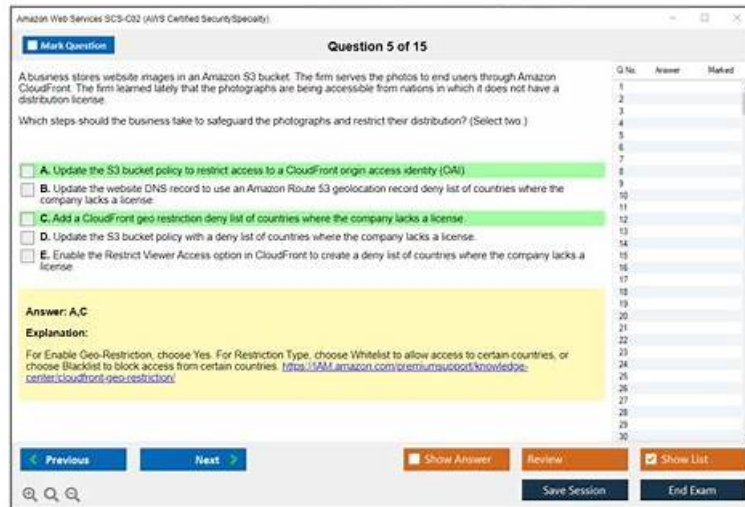 Amazon Web Services SCS-C02 (AWS Certified SecuritySpecialty)
Mark Question
Question 5 of 15
A business stores website images in an Amazon S3 bucket. The firm serves the photos to end users through Amazon
CloudFront. The firm learned lately that the photographs are being accessible from nations in which it does not have a
distribution license.
Which steps should the business take to safeguard the photographs and restrict their distribution? (Select two.)
A. Update the S3 bucket policy to restrict access to a CloudFront origin access identity (OAI).
B. Update the website DNS record to use an Amazon Route 53 geolocation record deny list of countries where the
company lacks a license.
C. Add a CloudFront geo restriction deny list of countries where the company lacks a license.
D. Update the S3 bucket policy with a deny list of countries where the company lacks a license.
E. Enable the Restrict Viewer Access option in CloudFront to create a deny list of countries where the company lacks a
license.
Answer: A,C
Explanation:
For Enable Geo-Restriction, choose Yes. For Restriction Type, choose Whitelist to allow access to certain countries, or
choose Blacklist to block access from certain countries. https://IAM.amazon.com/premiumsupport/knowledge-
center/cloudfront-geo-restriction/
Q No. Answer Marked
1
2
3
4
5
6
7
8
9
10
11
12
13
14
15
16
17
18
19
20
21
22
23
24
25
26
27
28
29
30
Previous
Next
Show Answer
Review
Show List
Save Session
End Exam